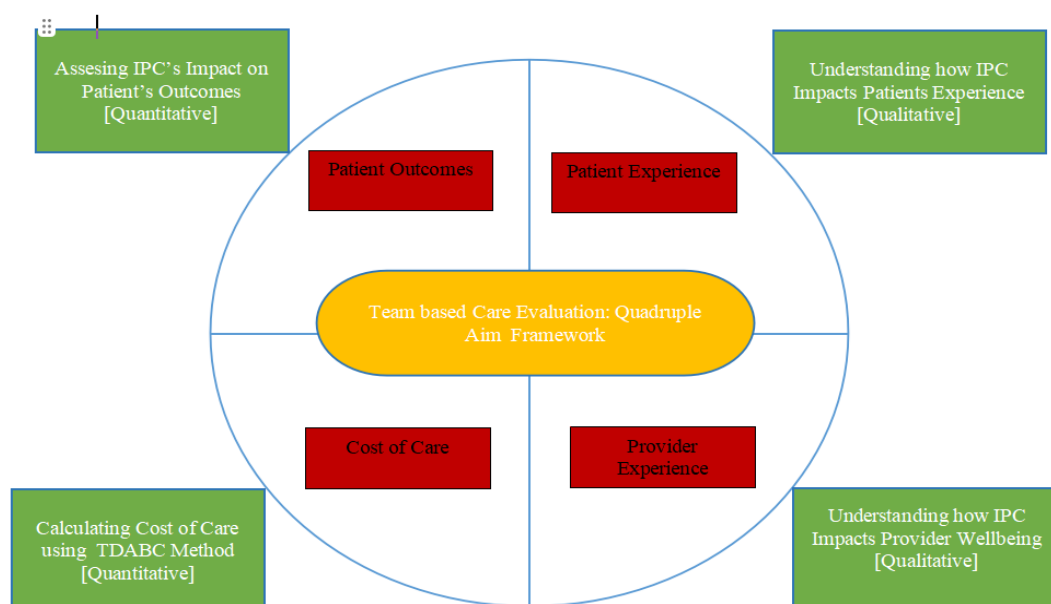 Assesing IPC's Impact on
Patient's Outcomes
[Quantitative]
Understanding how IPC
Impacts Patients Experience
[Qualitative]
Patient Outcomes
Patient Experience
Team based Care Evaluation: Quadruple
Aim Framework
Cost of Care
Provider
Experience
Calculating Cost of Care
using TDABC Method
[Quantitative]
Understanding how IPC
Impacts Provider Wellbeing
[Qualitative]